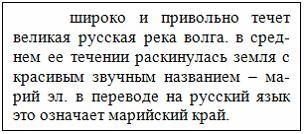 широко и привольно течет
великая русская река волга. в сред-
нем ее течении раскинулась земля с
красивым звучным названием – ма-
рий эл. в переводе на русский язык
это означает марийский край.